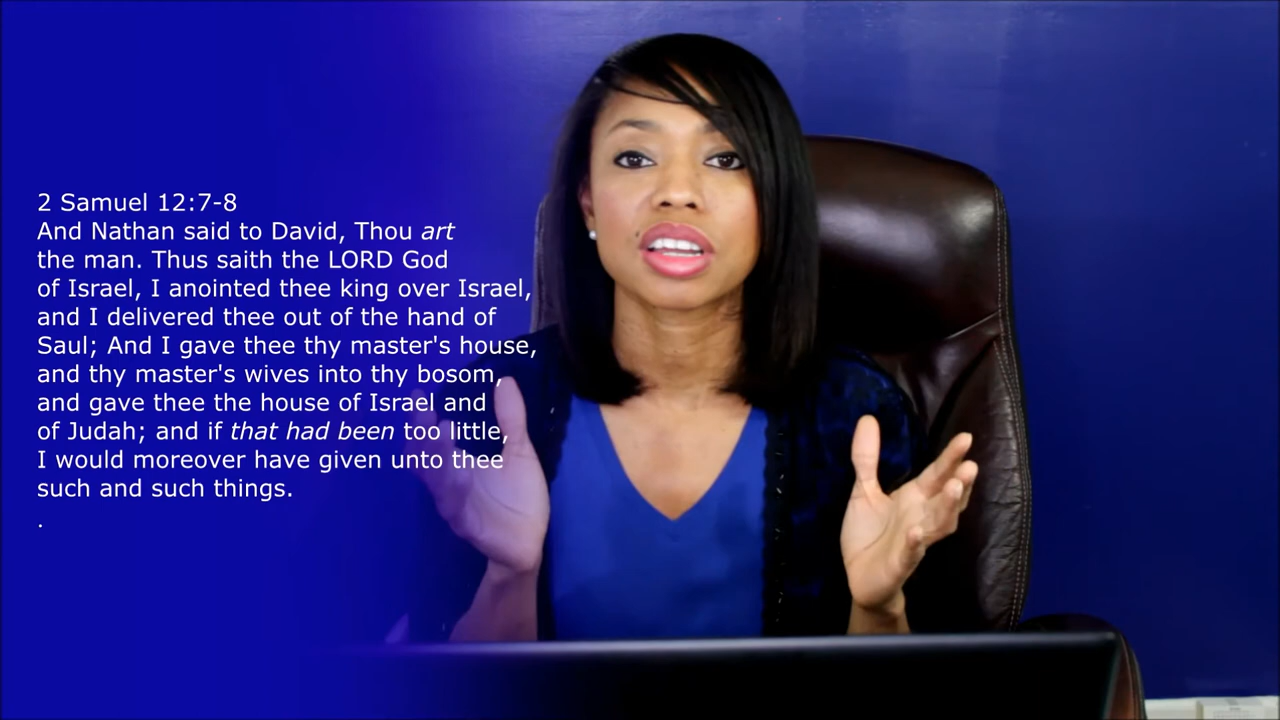 2 Samuel 12:7-8
And Nathan said to David, Thou art
the man. Thus saith the LORD God
of Israel, I anointed thee king over Israel,
and I delivered thee out of the hand of
Saul; And I gave thee thy master's house,
and thy master's wives into thy bosom,
and gave thee the house of Israel and
of Judah; and if that had been too little,
I would moreover have given unto thee
such and such things.
.